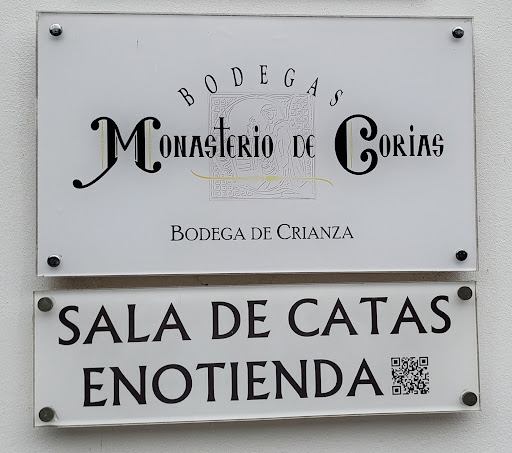 BODEGAS
MONASTERIO DE CORIAS
BODEGA DE CRIANZA
SALA DE CATAS
ENOTIENDA